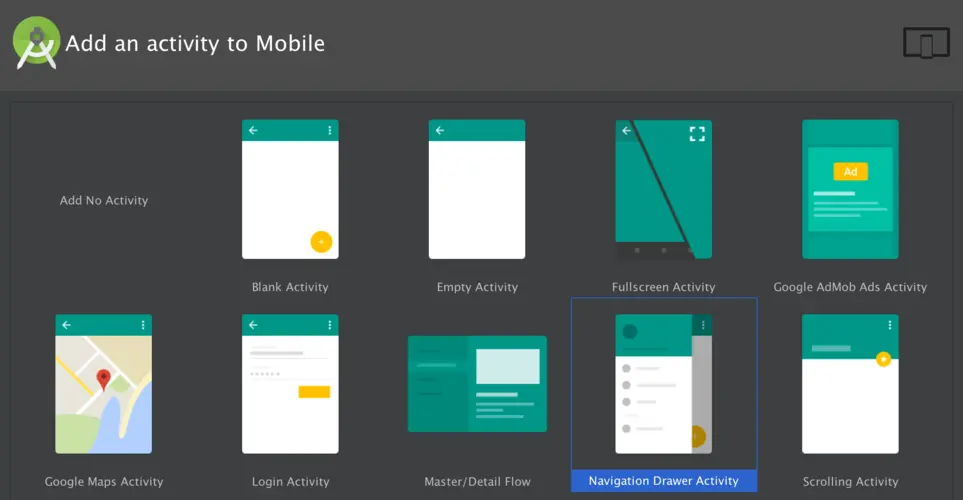 Add an activity to Mobile
Ad
Add No Activity
Blank Activity
Empty Activity
Fullscreen Activity
Google AdMob Ads Activity
Google Maps Activity
Login Activity
Master/Detail Flow
Navigation Drawer Activity
Scrolling Activity